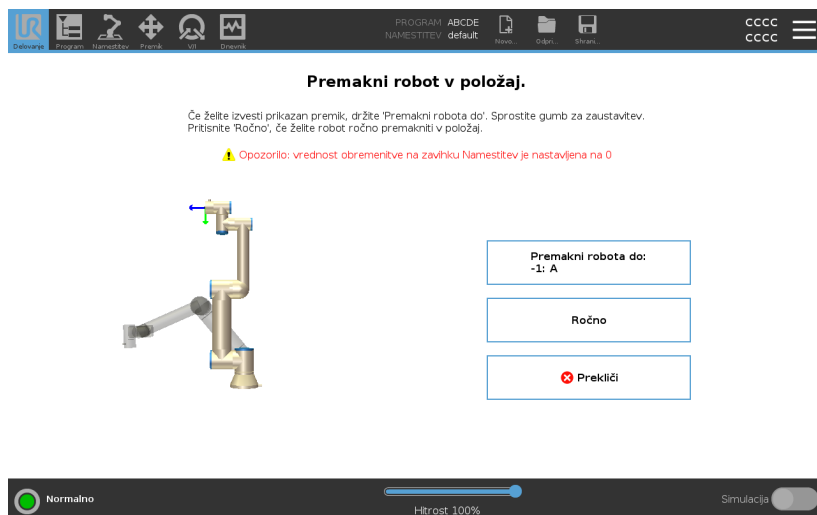 PROGRAM ABCDE
NAMESTITEV default
CCCC
CCCC
Delovanje Program Namestitev Premik V/I Dnevnik Novo... Odpri... Shrani...
Premakni robot v položaj.
Če želite izvesti prikazan premik, držite 'Premakni robota do'. Sprostite gumb za zaustavitev.
Pritisnite 'Ročno', če želite robot ročno premakniti v položaj.
Opozorilo: vrednost obremenitve na zavihku Namestitev je nastavljena na 0
Premakni robota do:
-1: A
Ročno
Prekliči
Normalno
Hitrost 100%
Simulacija